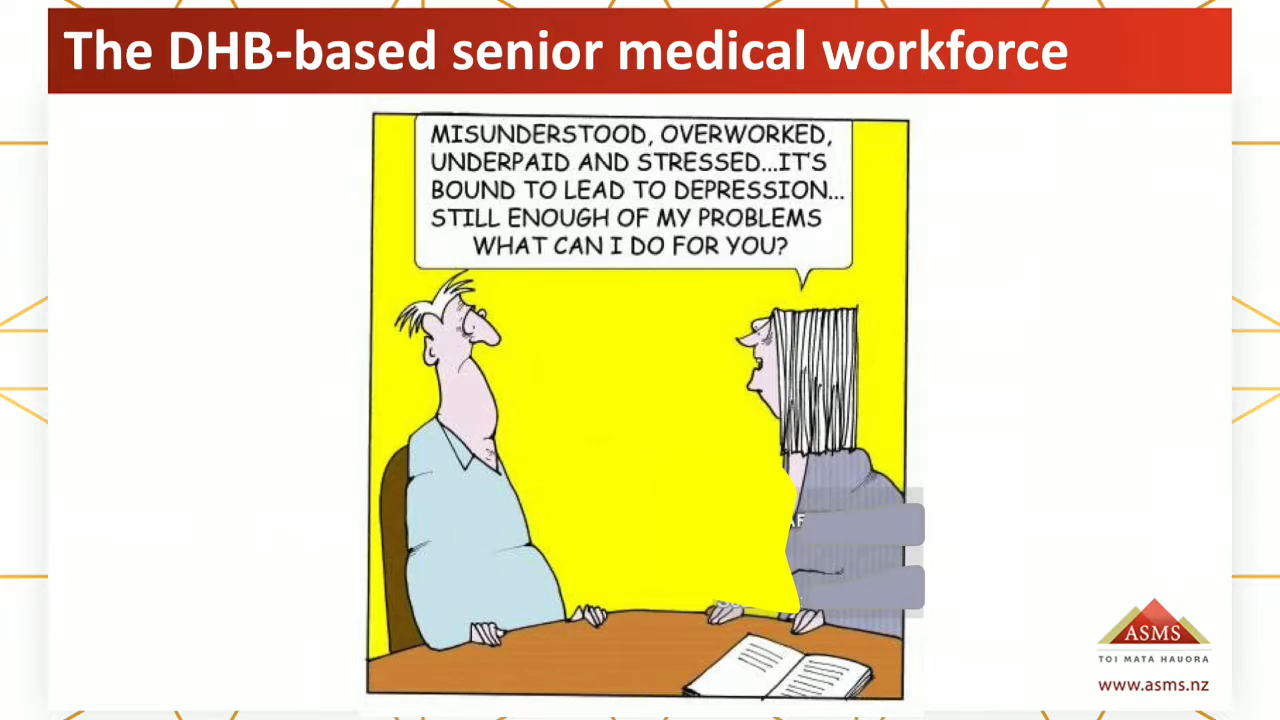 The DHB-based senior medical workforce
MISUNDERSTOOD, OVERWORKED,
UNDERPAID AND STRESSED...IT'S
BOUND TO LEAD TO DEPRESSION...
STILL ENOUGH OF MY PROBLEMS
WHAT CAN I DO FOR YOU?
ASMS
TOI MATA HAUORA
www.asms.nz